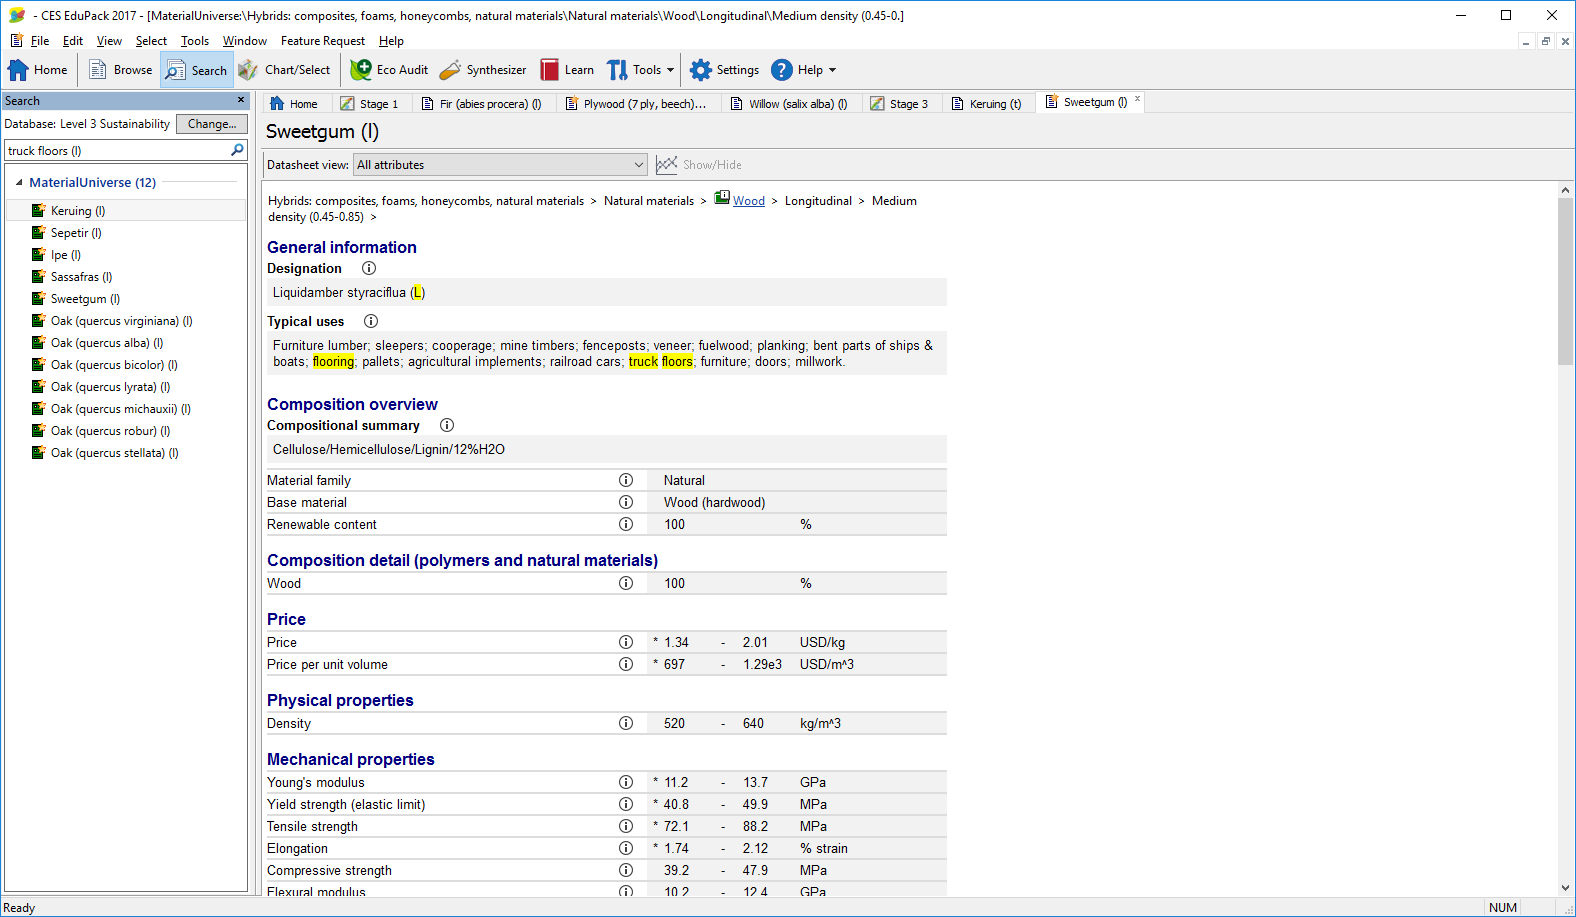 - CES EduPack 2017 - [MaterialUniverse:\Hybrids: composites, foams, honeycombs, natural materials\Natural materials\Wood\Longitudinal\Medium density (0.45-0.]
File Edit View Select Tools Window Feature Request Help
Home Browse Search Chart/Select Eco Audit Synthesizer Learn Tools Settings Help
Search
Database: Level 3 Sustainability Change...
truck floors (l)
MaterialUniverse (12)
Keruing (l)
Sepetir (l)
Ipe (l)
Sassafras (l)
Sweetgum (l)
Oak (quercus virginiana) (l)
Oak (quercus alba) (l)
Oak (quercus bicolor) (l)
Oak (quercus lyrata) (l)
Oak (quercus michauxii) (l)
Oak (quercus robur) (l)
Oak (quercus stellata) (l)
Home Stage 1 Fir (abies procera) (l) Plywood (7 ply, beech)... Willow (salix alba) (l) Stage 3 Keruing (t) Sweetgum (l)
Sweetgum (l)
Datasheet view: All attributes Show/Hide
Hybrids: composites, foams, honeycombs, natural materials > Natural materials > Wood > Longitudinal > Medium
density (0.45-0.85) >
General information
Designation
Liquidamber styraciflua (L)
Typical uses
Furniture lumber; sleepers; cooperage; mine timbers; fenceposts; veneer; fuelwood; planking; bent parts of ships &
boats; flooring; pallets; agricultural implements; railroad cars; truck floors; furniture; doors; millwork.
Composition overview
Compositional summary
Cellulose/Hemicellulose/Lignin/12%H2O
Material family Natural
Base material Wood (hardwood)
Renewable content 100 %
Composition detail (polymers and natural materials)
Wood 100 %
Price
Price * 1.34 - 2.01 USD/kg
Price per unit volume * 697 - 1.29e3 USD/m^3
Physical properties
Density 520 - 640 kg/m^3
Mechanical properties
Young's modulus * 11.2 - 13.7 GPa
Yield strength (elastic limit) * 40.8 - 49.9 MPa
Tensile strength * 72.1 - 88.2 MPa
Elongation * 1.74 - 2.12 % strain
Compressive strength 39.2 - 47.9 MPa
Flexural modulus 10.2 - 12.4 GPa
Ready NUM